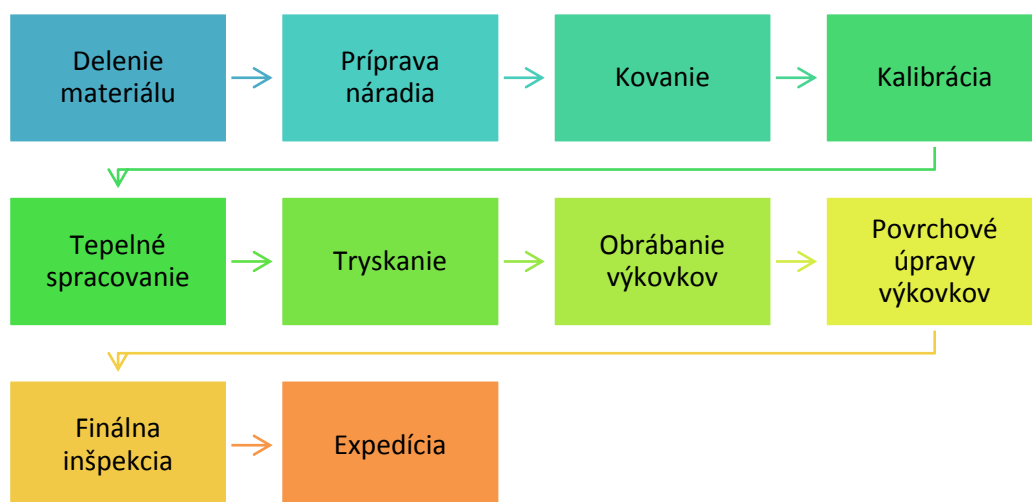 Delenie
materiálu
Príprava
náradia
Kovanie
Kalibrácia
Tepelné
spracovanie
Tryskanie
Obrábanie
výkovkov
Povrchové
úpravy
výkovkov
Finálna
inšpekcia
Expedícia